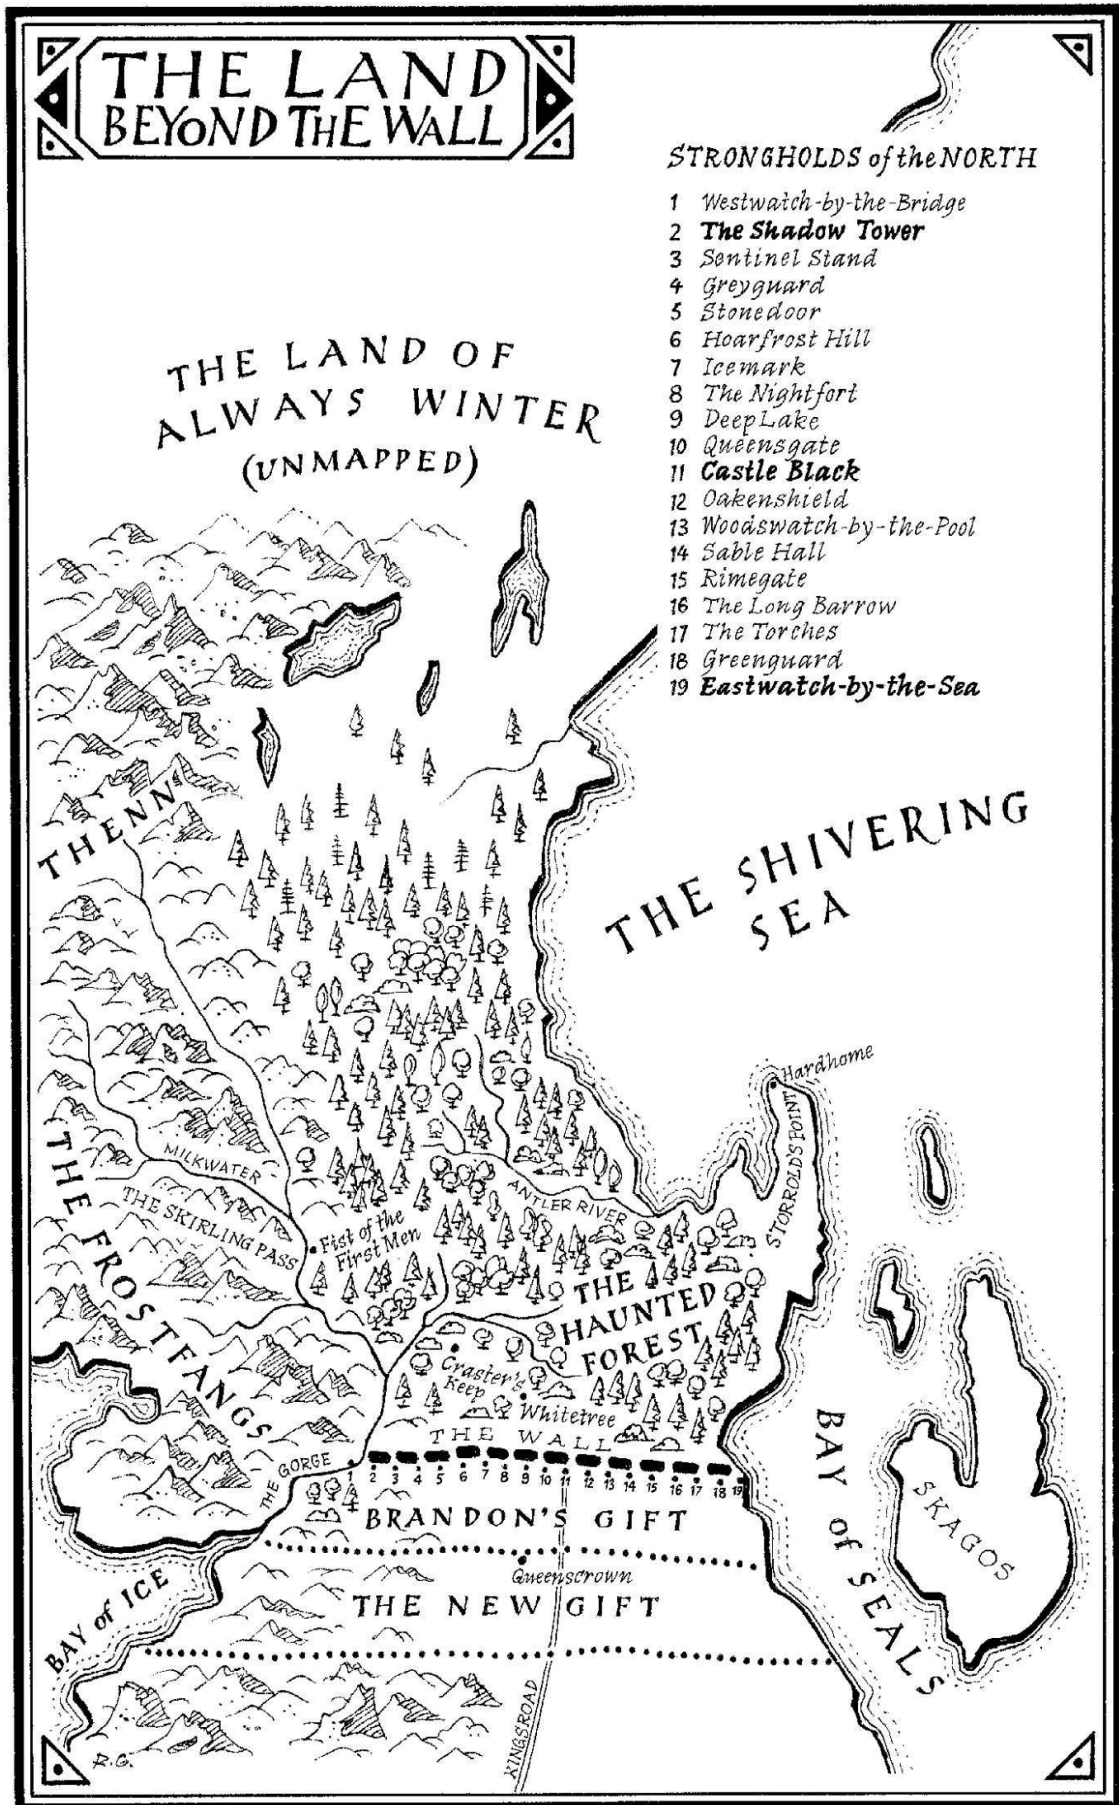 THE LAND
BEYOND THE WALL
STRONGHOLDS of the NORTH
1 Westwatch-by-the-Bridge
2 The Shadow Tower
3 Sentinel Stand
4 Greyguard
5 Stonedoor
6 Hoarfrost Hill
7 Icemark
8 The Nightfort
9 Deep Lake
10 Queensgate
11 Castle Black
12 Oakenshield
13 Woodswatch-by-the-Pool
14 Sable Hall
15 Rimegate
16 The Long Barrow
17 The Torches
18 Greenguard
19 Eastwatch-by-the-Sea
THE LAND OF
ALWAYS WINTER
(UNMAPPED)
THENN
THE SHIVERING
SEA
Hardhome
STORROLD'S POINT
MILKWATER
THE SKIRLING PASS
THE FROSTFANGS
ANTLER RIVER
Fist of the
First Men
THE
HAUNTED
FOREST
Craster's
Keep
Whitetree
THE WALL
THE GORGE
1 2 3 4 5 6 7 8 9 10 11 12 13 14 15 16 17 18 19
BRANDON'S GIFT
Queenscrown
THE NEW GIFT
BAY of ICE
BAY of SEALS
SKAGOS
KINGSROAD
R.G.